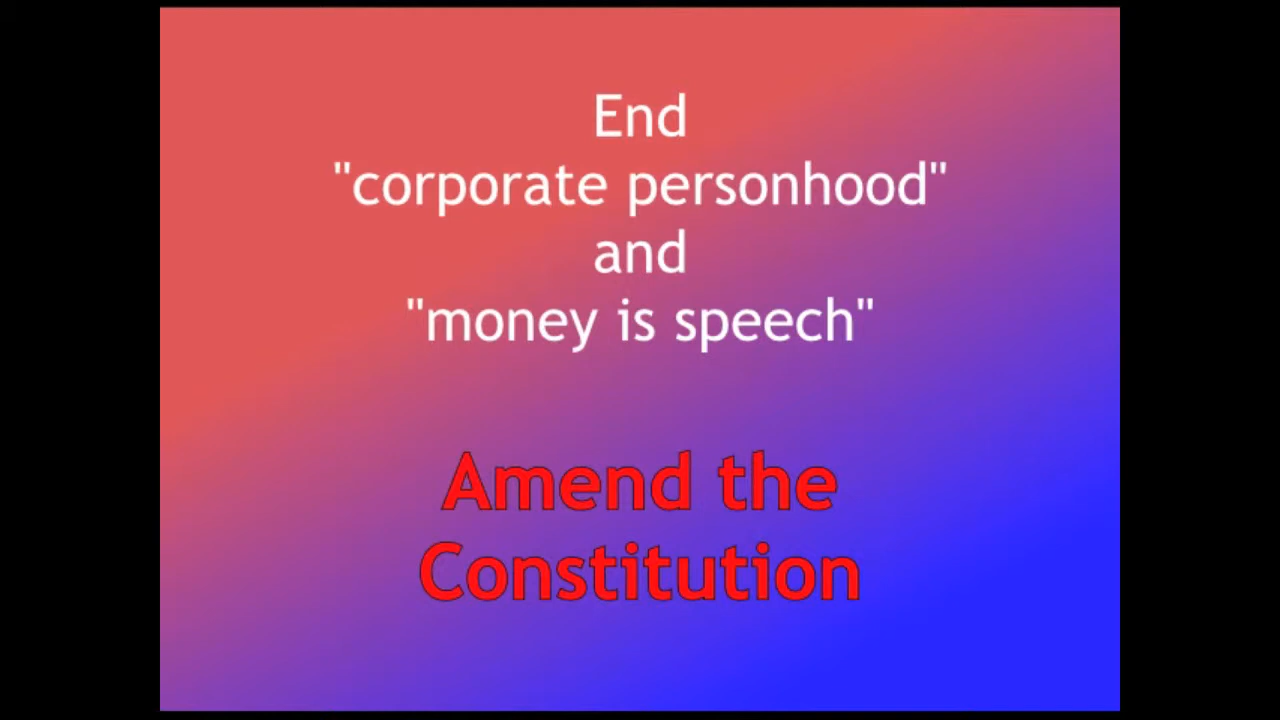 End
"corporate personhood"
and
"money is speech"
Amend the
Constitution